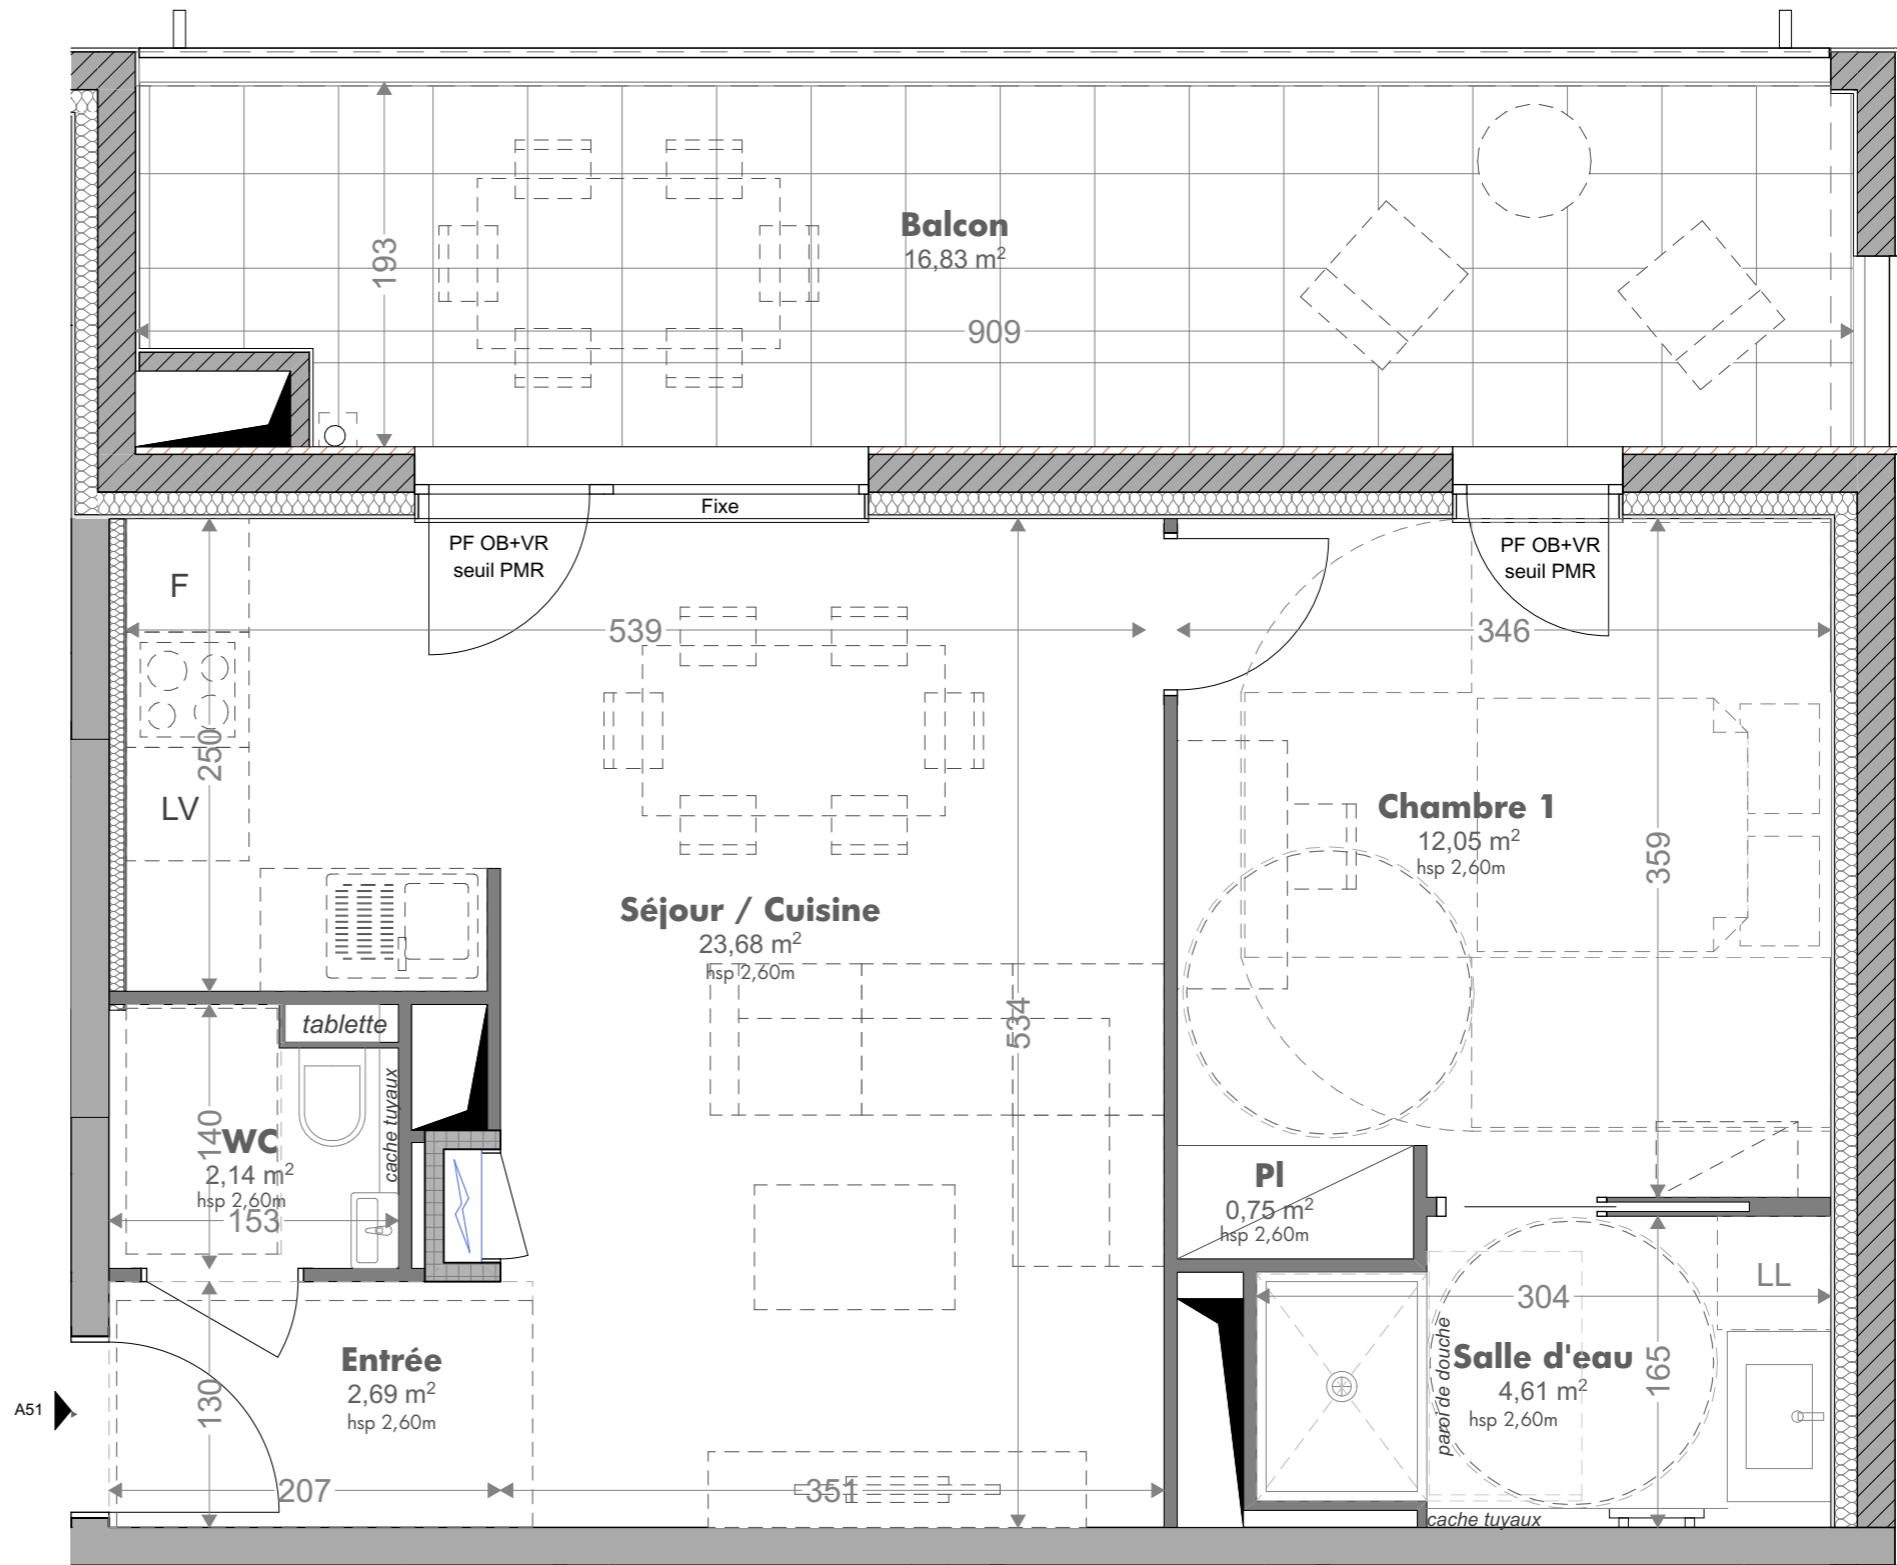 Balcon
16,83 m²
193
909
Fixe
PF OB+VR
seuil PMR
PF OB+VR
seuil PMR
F
539
346
250
LV
Chambre 1
12,05 m²
hsp 2,60m
359
Séjour / Cuisine
23,68 m²
hsp 2,60m
534
tablette
cache tuyaux
140
WC
2,14 m²
hsp 2,60m
153
Pl
0,75 m²
hsp 2,60m
LL
304
Entrée
2,69 m²
hsp 2,60m
130
A51
paroi de douche
Salle d'eau
4,61 m²
hsp 2,60m
165
207
351
cache tuyaux